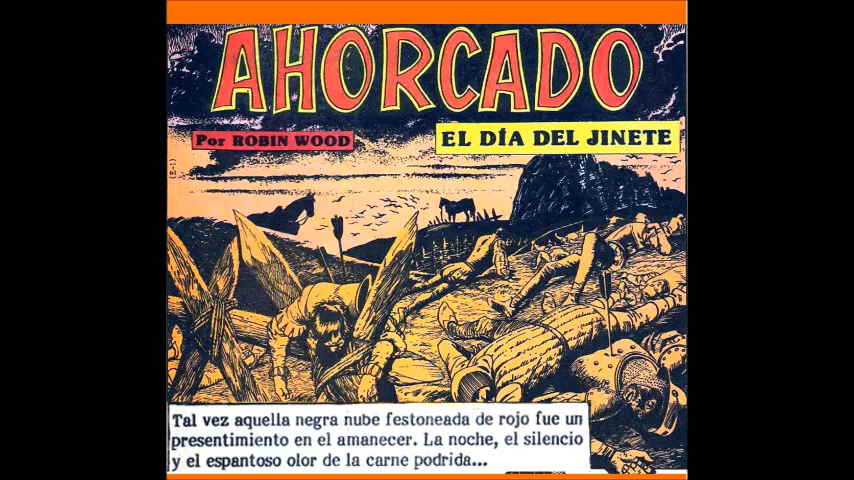 AHORCADO
Por ROBIN WOOD
EL DÍA DEL JINETE
(E-1)
Tal vez aquella negra nube festoneada de rojo fue un
presentimiento en el amanecer. La noche, el silencio
y el espantoso olor de la carne podrida...